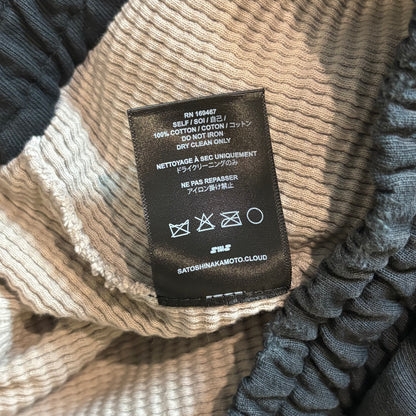 RN 169467
SELF / SOI / 自己 /
100% COTTON / COTON / コットン
DO NOT IRON
DRY CLEAN ONLY
NETTOYAGE À SEC UNIQUEMENT
ドライクリーニングのみ
NE PAS REPASSER
アイロン掛け禁止
SMS
SATOSHINAKAMOTO.CLOUD